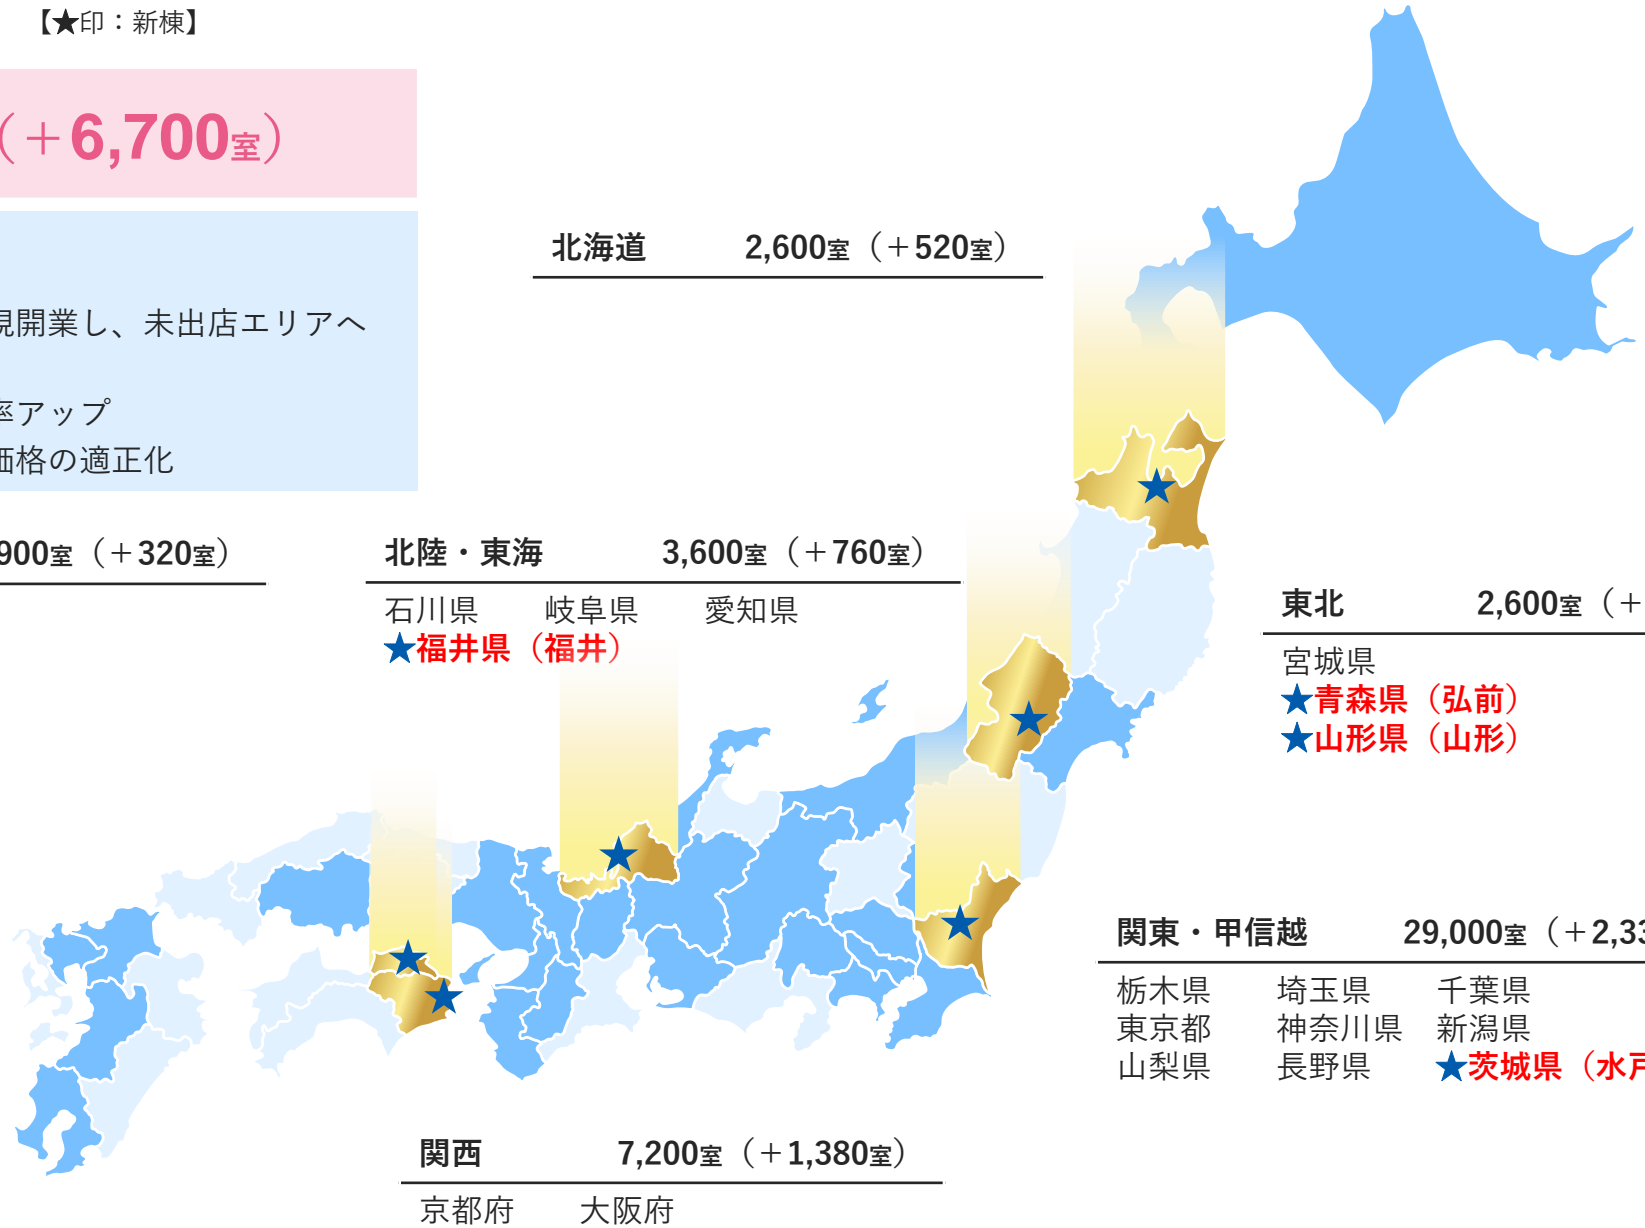 【★印：新棟】
（＋6,700室）
規開業し、未出店エリアへ
率アップ
価格の適正化
北海道 2,600室（＋520室）
900室（＋320室）
北陸・東海 3,600室（＋760室）
石川県 岐阜県 愛知県
★福井県（福井）
東北 2,600室（＋
宮城県
★青森県（弘前）
★山形県（山形）
関東・甲信越 29,000室（＋2,33
栃木県 埼玉県 千葉県
東京都 神奈川県 新潟県
山梨県 長野県 ★茨城県（水戸
関西 7,200室（＋1,380室）
京都府 大阪府